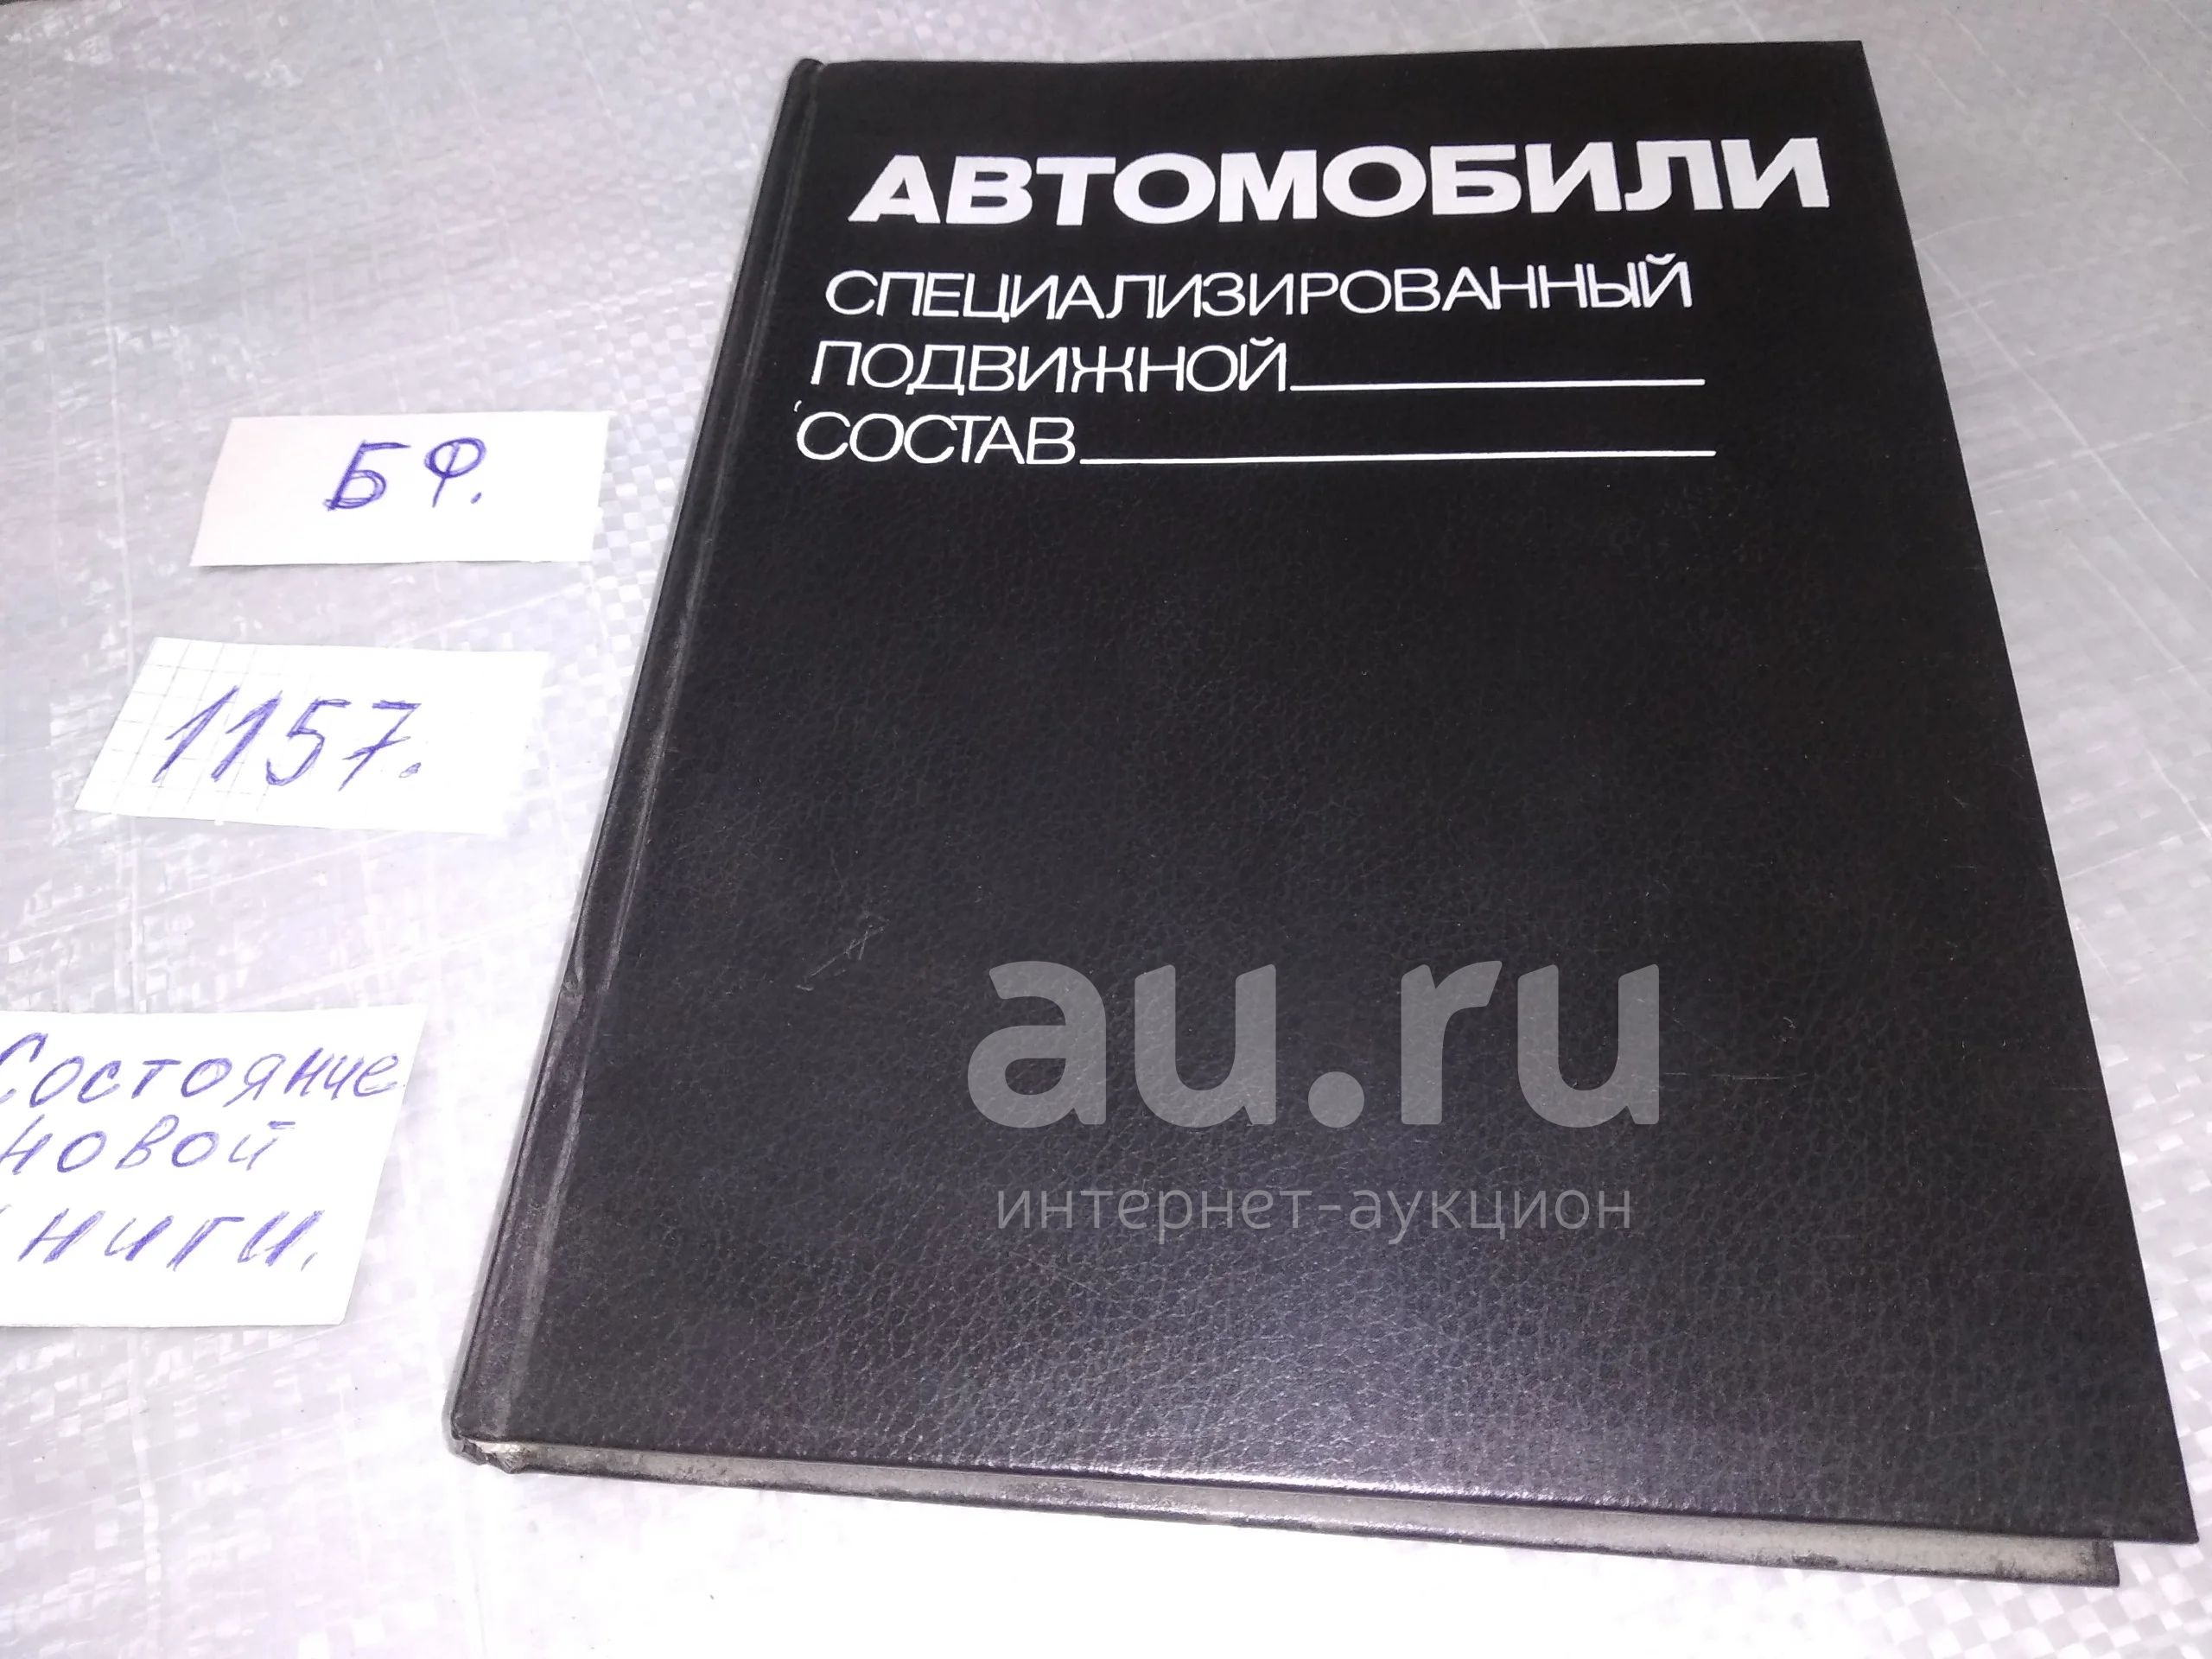 АВТОМОБИЛИ
СПЕЦИАЛИЗИРОВАННЫЙ
ПОДВИЖНОЙ
СОСТАВ
БФ.
1157.
Состояние
новой
книги.
au.ru
интернет-аукцион